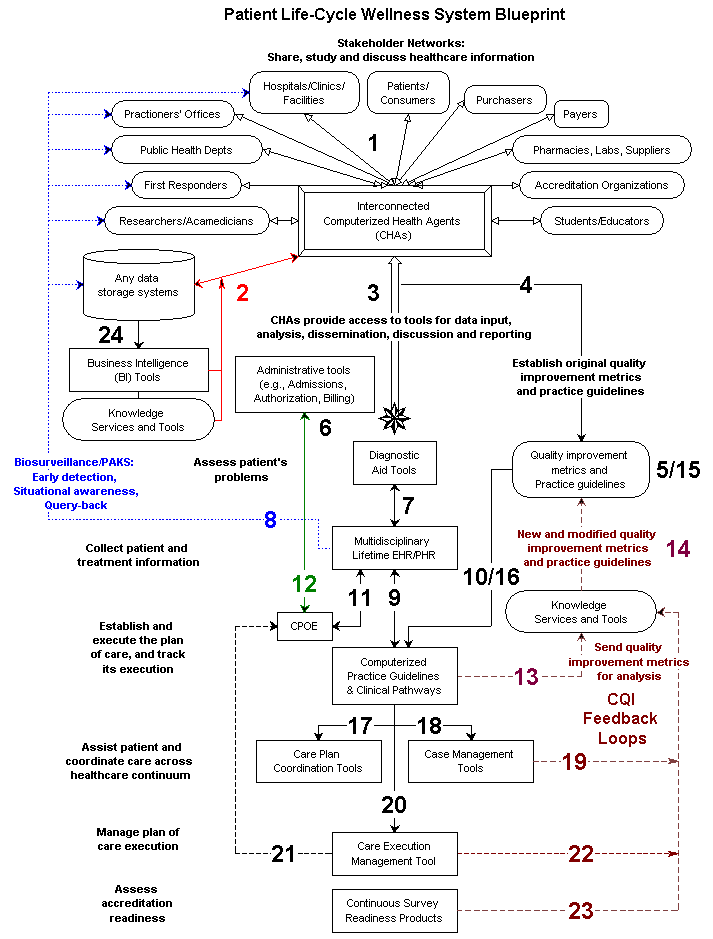 Patient Life-Cycle Wellness System Blueprint
Stakeholder Networks:
Share, study and discuss healthcare information
Hospitals/Clinics/
Facilities
Patients/
Consumers
Purchasers
Practioners' Offices
Payers
1
Public Health Depts
Pharmacies, Labs, Suppliers
First Responders
Accreditation Organizations
Interconnected
Computerized Health Agents
(CHAs)
Researchers/Acamedicians
Students/Educators
Any data
storage systems
2
3
4
CHAs provide access to tools for data input,
analysis, dissemination, discussion and reporting
24
Business Intelligence
(BI) Tools
Administrative tools
(e.g., Admissions,
Authorization, Billing)
Establish original quality
improvement metrics
and practice guidelines
Knowledge
Services and Tools
6
Biosurveillance/PAKS:
Early detection,
Situational awareness,
Query-back
Assess patient's
problems
Diagnostic
Aid Tools
Quality improvement
metrics and
Practice guidelines
5/15
7
8
Collect patient and
treatment information
Multidisciplinary
Lifetime EHR/PHR
New and modified quality
improvement metrics
and practice guidelines
14
10/16
12
11
9
Establish and
execute the plan
of care, and track
its execution
CPOE
Knowledge
Services and Tools
Computerized
Practice Guidelines
& Clinical Pathways
13
Send quality
improvement metrics
for analysis
CQI
Feedback
Loops
17
18
Assist patient and
coordinate care across
healthcare continuum
Care Plan
Coordination Tools
Case Management
Tools
19
20
Manage plan of
care execution
21
Care Execution
Management Tool
22
Assess
accreditation
readiness
Continuous Survey
Readiness Products
23